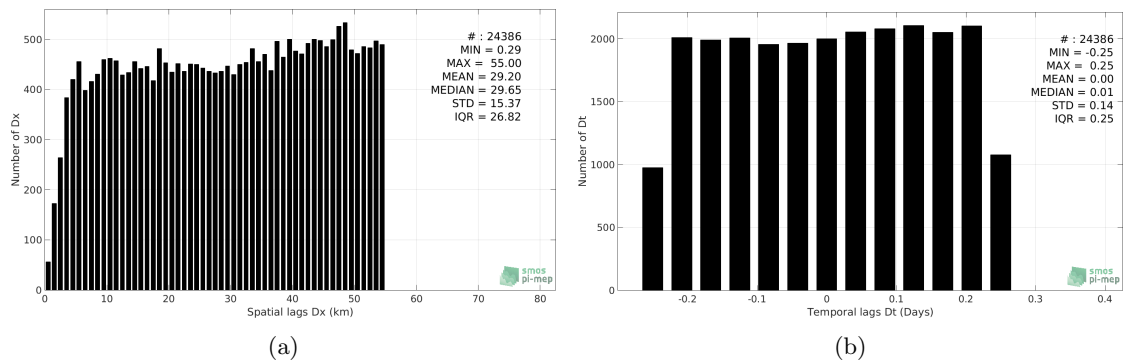 500
400
300
200
100
0
Number of Dx
0 10 20 30 40 50 60 70 80
Spatial lags Dx (km)
# : 24386
MIN = 0.29
MAX = 55.00
MEAN = 29.20
MEDIAN = 29.65
STD = 15.37
IQR = 26.82
smos
pi-mep
(a)
2000
1500
1000
500
0
Number of Dt
-0.2 -0.1 0 0.1 0.2 0.3 0.4
Temporal lags Dt (Days)
# : 24386
MIN = -0.25
MAX = 0.25
MEAN = 0.00
MEDIAN = 0.01
STD = 0.14
IQR = 0.25
smos
pi-mep
(b)